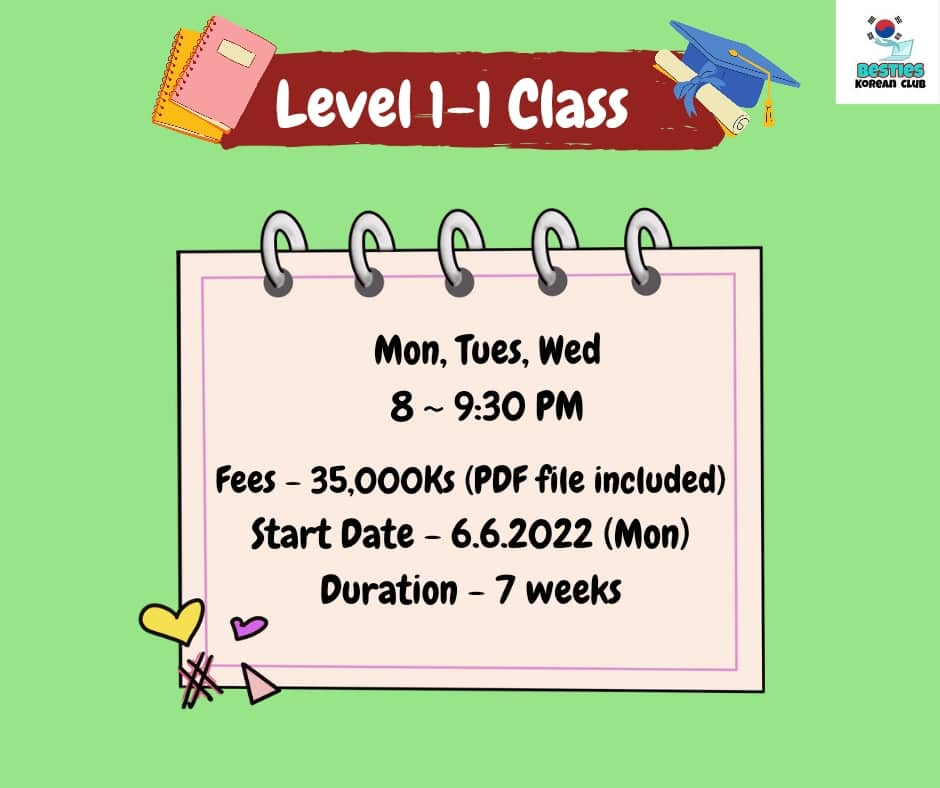 Level 1-1 Class
BESTIES
KOREAN CLUB
Mon, Tues, Wed
8 ~ 9:30 PM
Fees - 35,000Ks (PDF file included)
Start Date - 6.6.2022 (Mon)
Duration - 7 weeks